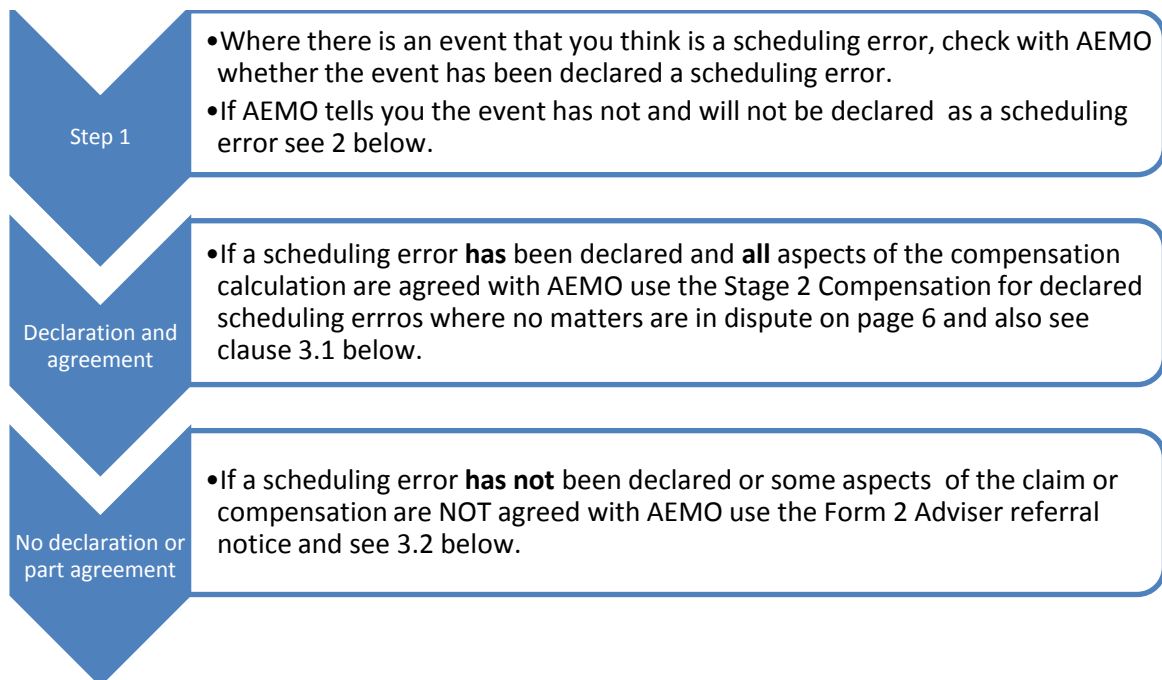 •Where there is an event that you think is a scheduling error, check with AEMO
whether the event has been declared a scheduling error.
•If AEMO tells you the event has not and will not be declared as a scheduling
error see 2 below.
Step 1
•If a scheduling error has been declared and all aspects of the compensation
calculation are agreed with AEMO use the Stage 2 Compensation for declared
scheduling errros where no matters are in dispute on page 6 and also see
clause 3.1 below.
Declaration and
agreement
•If a scheduling error has not been declared or some aspects of the claim or
compensation are NOT agreed with AEMO use the Form 2 Adviser referral
notice and see 3.2 below.
No declaration or
part agreement